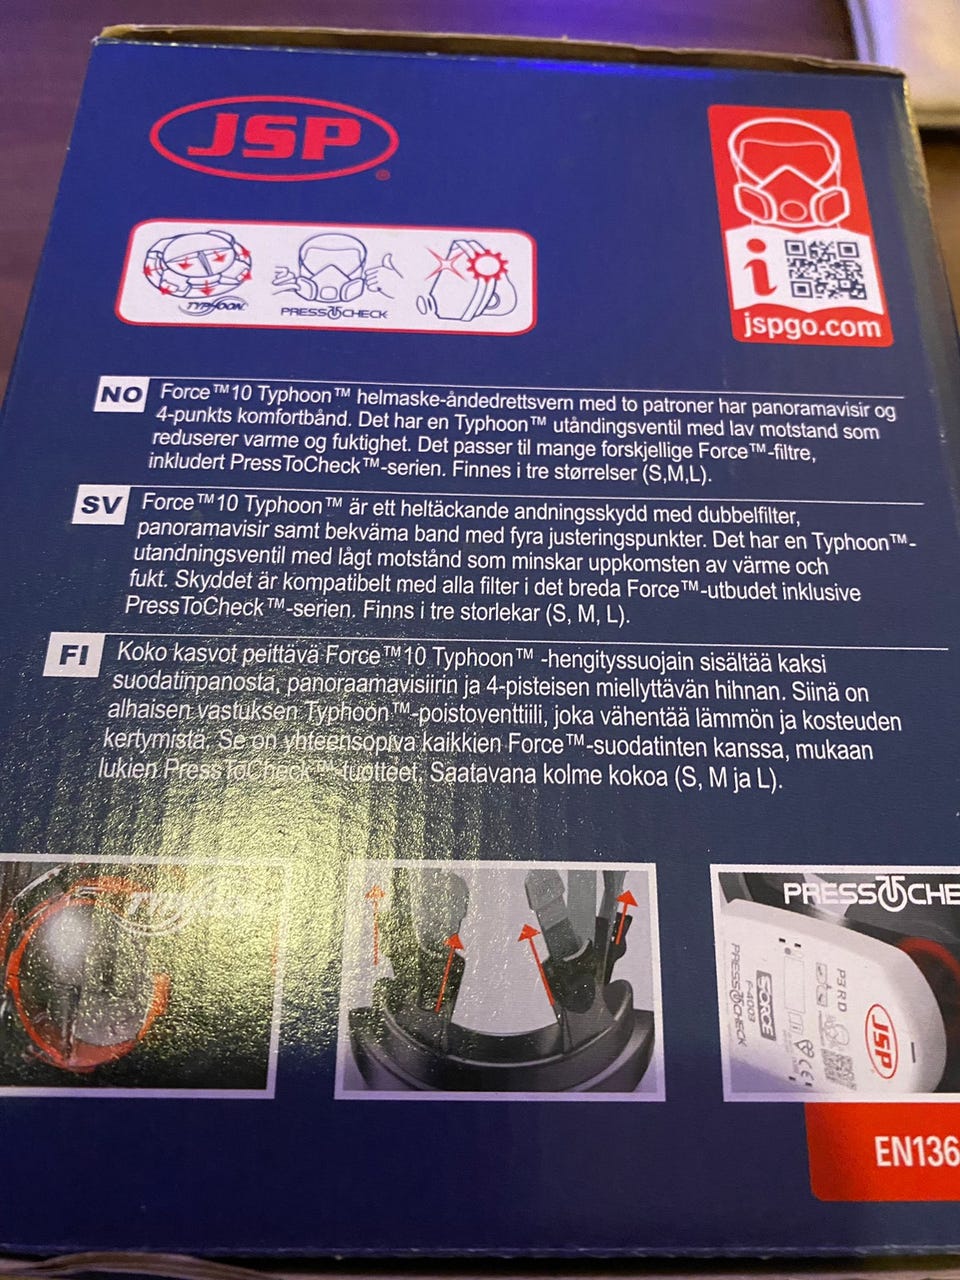 JSP
®
TYPHOON
PRESSTOCHECK
i
jspgo.com
NO
Force™10 Typhoon™ helmaske-åndedrettsvern med to patroner har panoramavisir og
4-punkts komfortbånd. Det har en Typhoon™ utåndingsventil med lav motstand som
reduserer varme og fuktighet. Det passer til mange forskjellige Force™-filtre,
inkludert PressToCheck™-serien. Finnes i tre størrelser (S,M,L).
SV
Force™10 Typhoon™ är ett heltäckande andningsskydd med dubbelfilter,
panoramavisir samt bekväma band med fyra justeringspunkter. Det har en Typhoon™-
utandningsventil med lågt motstånd som minskar uppkomsten av värme och
fukt. Skyddet är kompatibelt med alla filter i det breda Force™-utbudet inklusive
PressToCheck™-serien. Finns i tre storlekar (S, M, L).
FI
Koko kasvot peittävä Force™10 Typhoon™ -hengityssuojain sisältää kaksi
suodatinpanosta, panoraamavisiirin ja 4-pisteisen miellyttävän hihnan. Siinä on
alhaisen vastuksen Typhoon™-poistoventtiili, joka vähentää lämmön ja kosteuden
kertymistä. Se on yhteensopiva kaikkien Force™-suodatinten kanssa, mukaan
lukien PressToCheck™-tuotteet. Saatavana kolme kokoa (S, M ja L).
TYPHOON
PRESSTOCHE
PRESSTOCHECK
F-4003
FORCE
P3 R D
JSP
CE
EN136